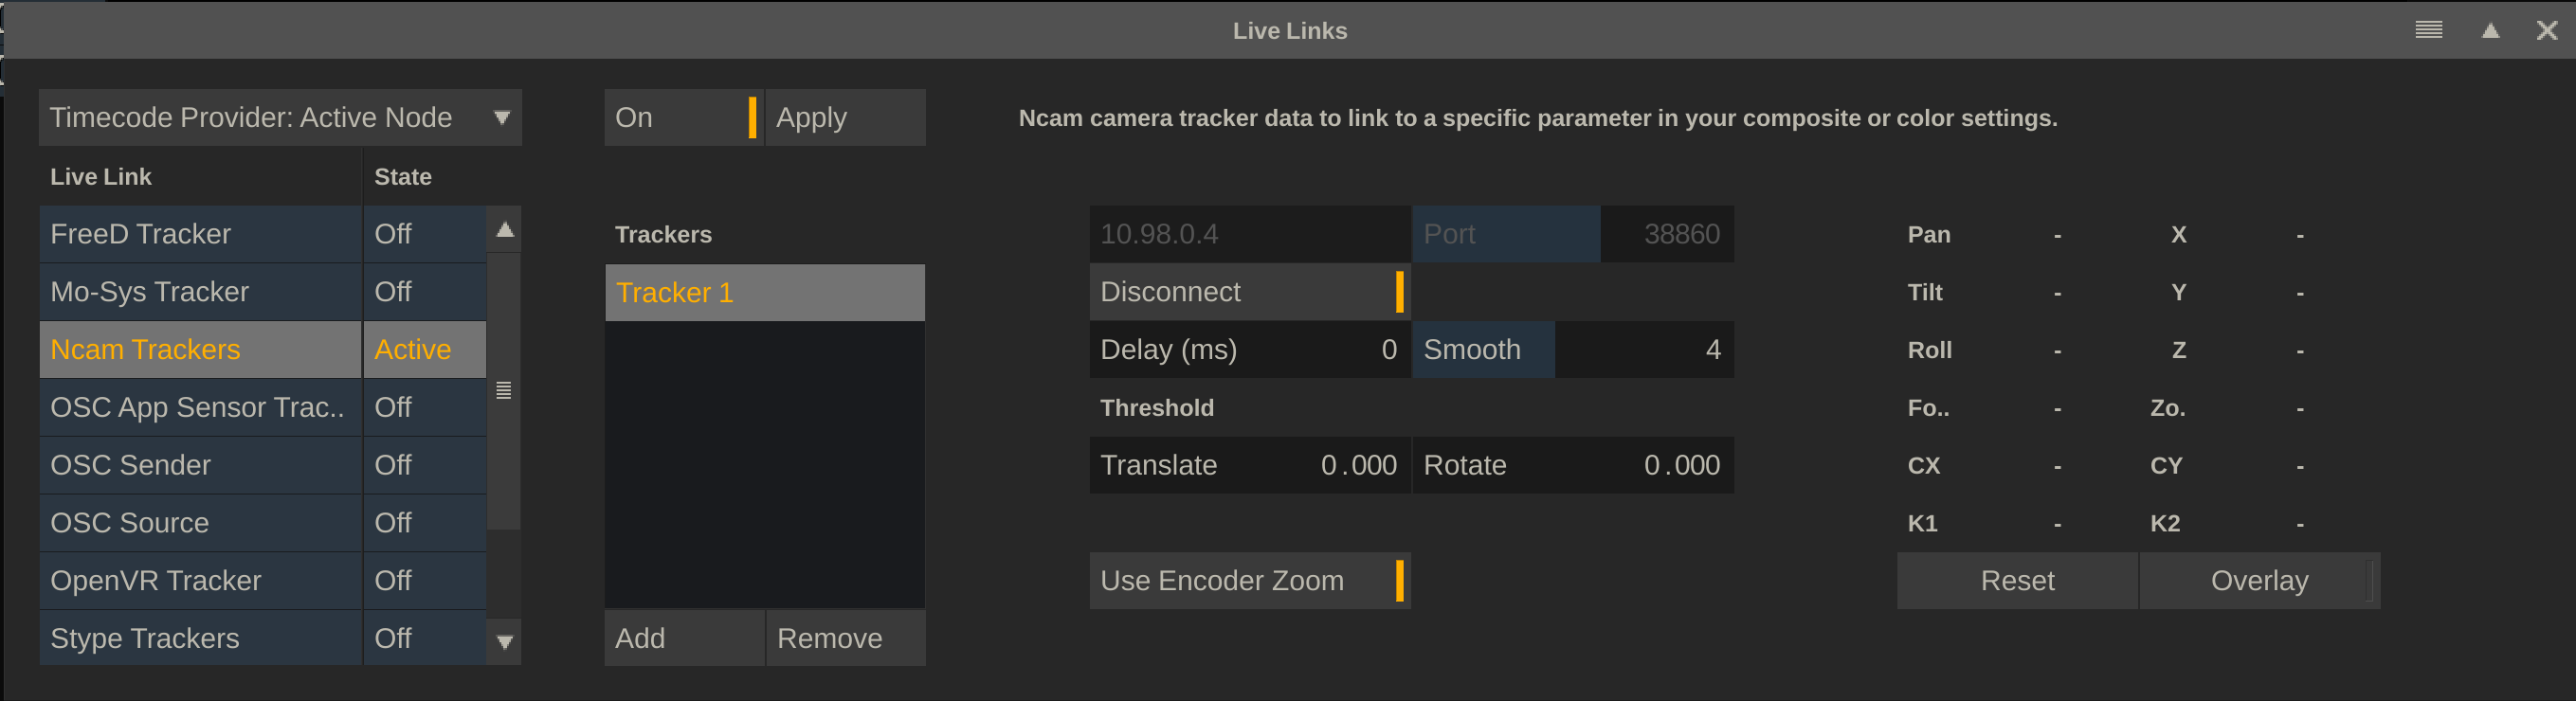 Live Links
Timecode Provider: Active Node
On
Apply
Ncam camera tracker data to link to a specific parameter in your composite or color settings.
Live Link State
FreeD Tracker Off
Mo-Sys Tracker Off
Ncam Trackers Active
OSC App Sensor Trac.. Off
OSC Sender Off
OSC Source Off
OpenVR Tracker Off
Stype Trackers Off
Trackers
Tracker 1
Add
Remove
10.98.0.4 Port 38860
Disconnect
Delay (ms) 0 Smooth 4
Threshold
Translate 0.000 Rotate 0.000
Use Encoder Zoom
Pan - X -
Tilt - Y -
Roll - Z -
Fo.. - Zo. -
CX - CY -
K1 - K2 -
Reset Overlay